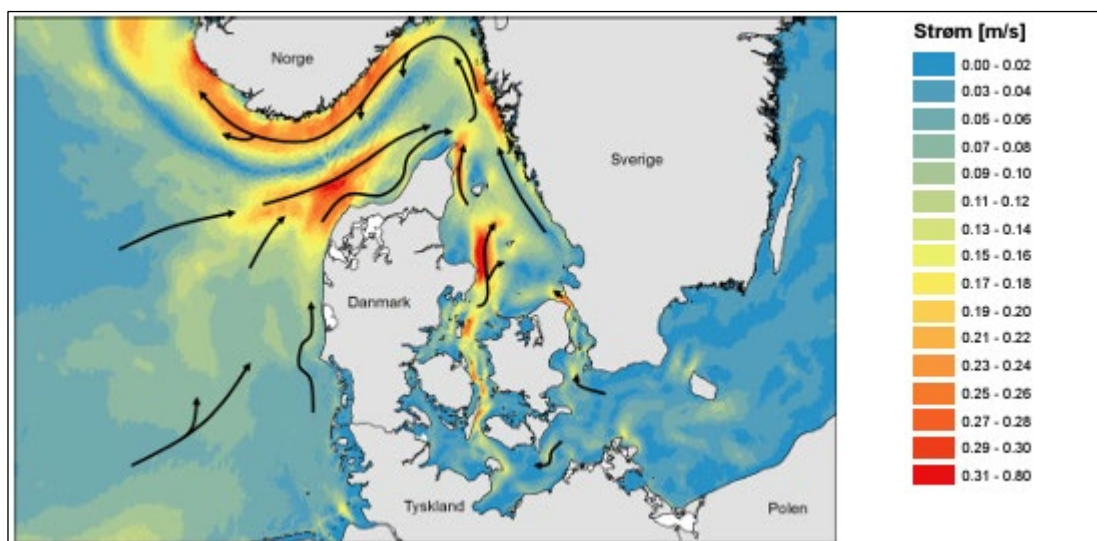 Norge
Sverige
Danmark
Tyskland
Polen
Strøm [m/s]
0.00 - 0.02
0.03 - 0.04
0.05 - 0.06
0.07 - 0.08
0.09 - 0.10
0.11 - 0.12
0.13 - 0.14
0.15 - 0.16
0.17 - 0.18
0.19 - 0.20
0.21 - 0.22
0.23 - 0.24
0.25 - 0.26
0.27 - 0.28
0.29 - 0.30
0.31 - 0.80